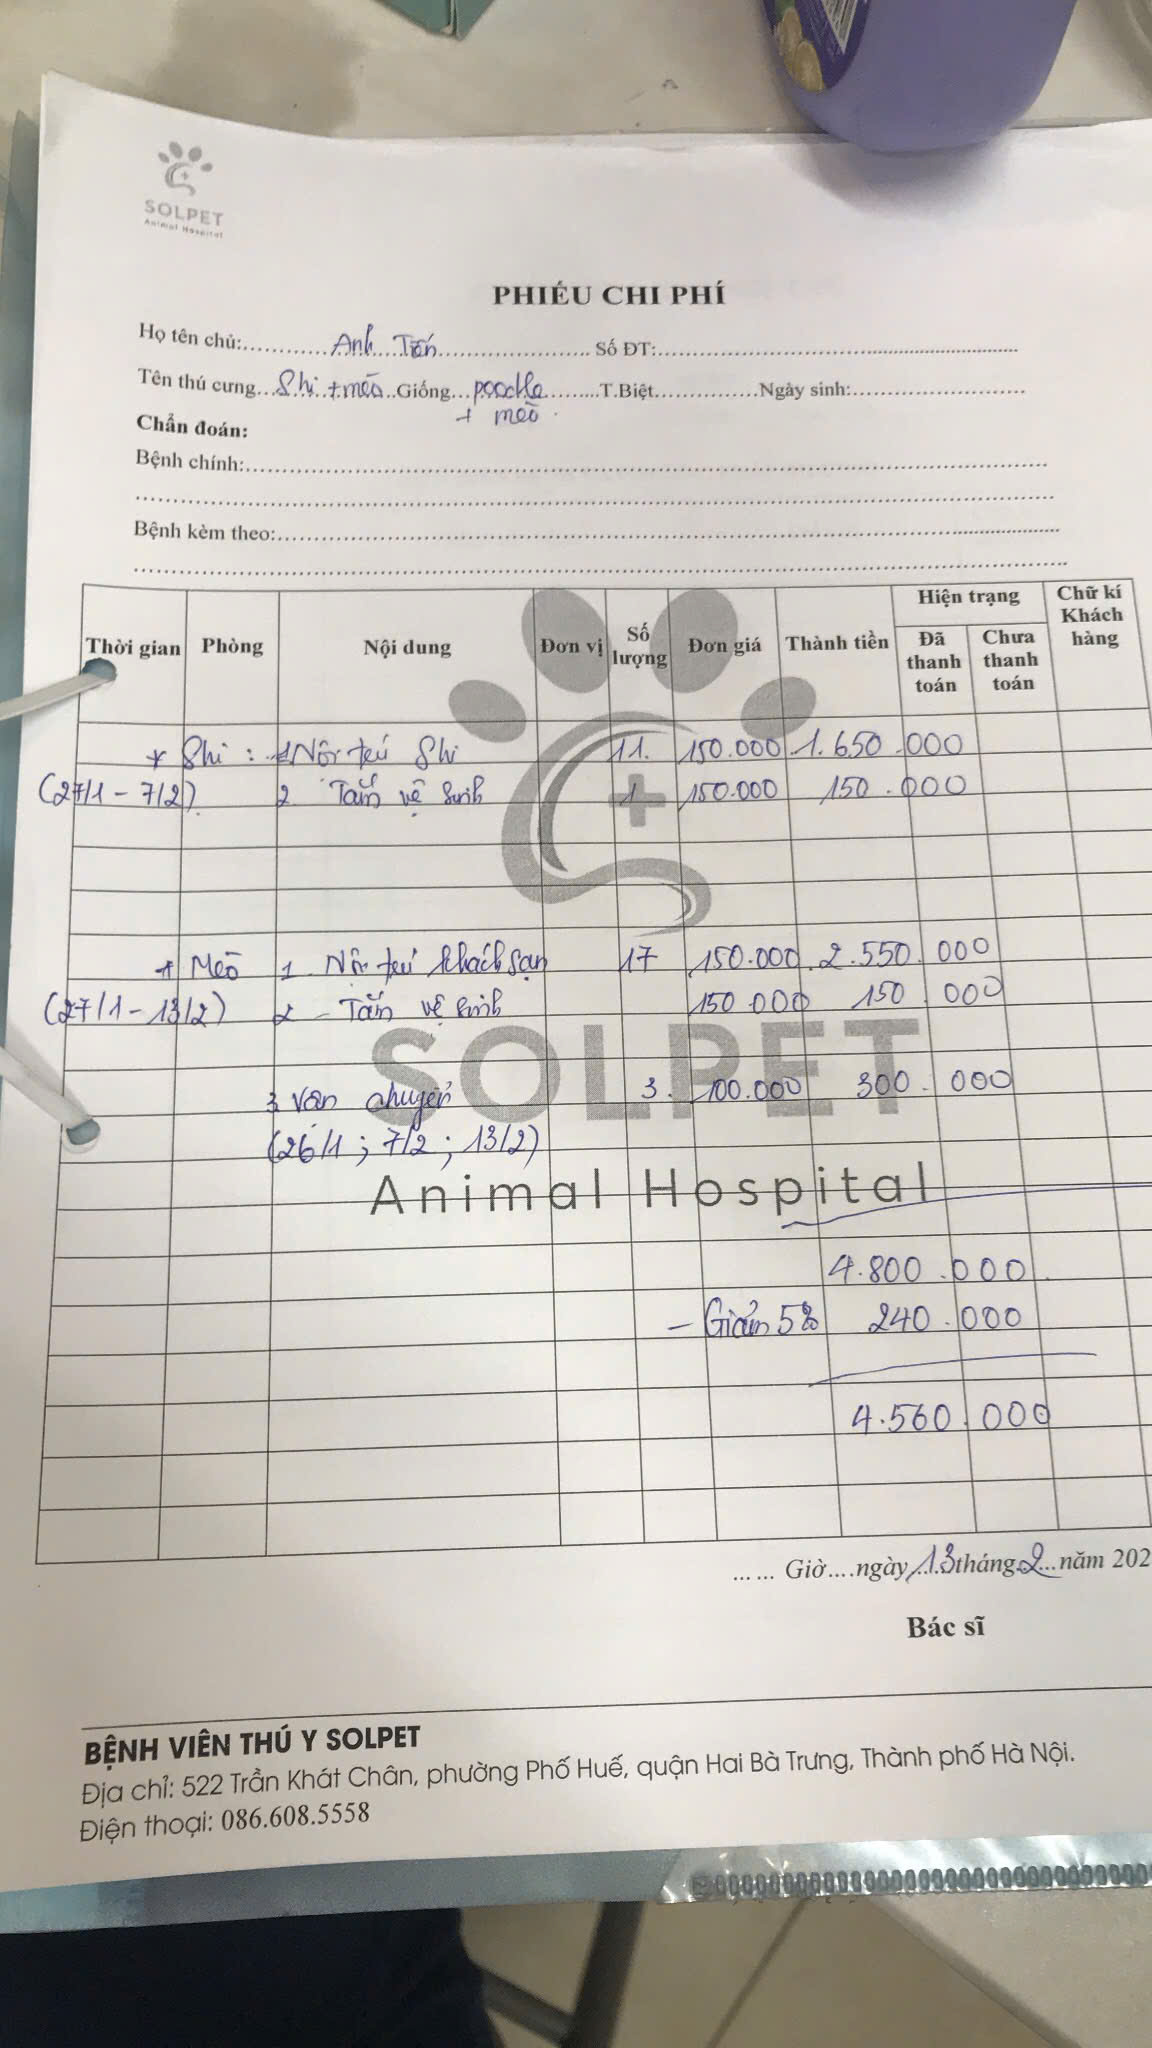 SOLPET
Animal Hospital
PHIẾU CHI PHÍ
Họ tên chủ:............Anh..................... Số ĐT:..........................
Tên thú cưng...Shi + mèo..Giống...poodle.........T.Biệt...............Ngày sinh:..........................
+ mèo.
Chẩn đoán:
Bệnh chính:
Bệnh kèm theo:
Thời gian Phòng Nội dung Đơn vị Số lượng Đơn giá Thành tiền Hiện trạng Chữ kí Khách hàng
Đã thanh toán Chưa thanh toán
* Shi : 1 Nội trú Shi 11. 150.000 1.650.000
(27/1 - 7/2). 2. Tắm vệ sinh 1 150.000 150.000
+ Mèo 1. Nội trú khách sạn 17 150.000 2.550.000
(27/1 - 13/2) 2 - Tắm vệ sinh 150 000 150.000
SOLPET
3 Vận chuyển 3. 100.000 300.000
(26/1 ; 7/2 ; 13/2)
Animal Hospital
4.800.000
- Giảm 5% 240.000
4.560.000
...... Giờ....ngày 13 tháng 2 năm 202
Bác sĩ
BỆNH VIÊN THÚ Y SOLPET
Địa chỉ: 522 Trần Khát Chân, phường Phố Huế, quận Hai Bà Trưng, Thành phố Hà Nội.
Điện thoại: 086.608.5558